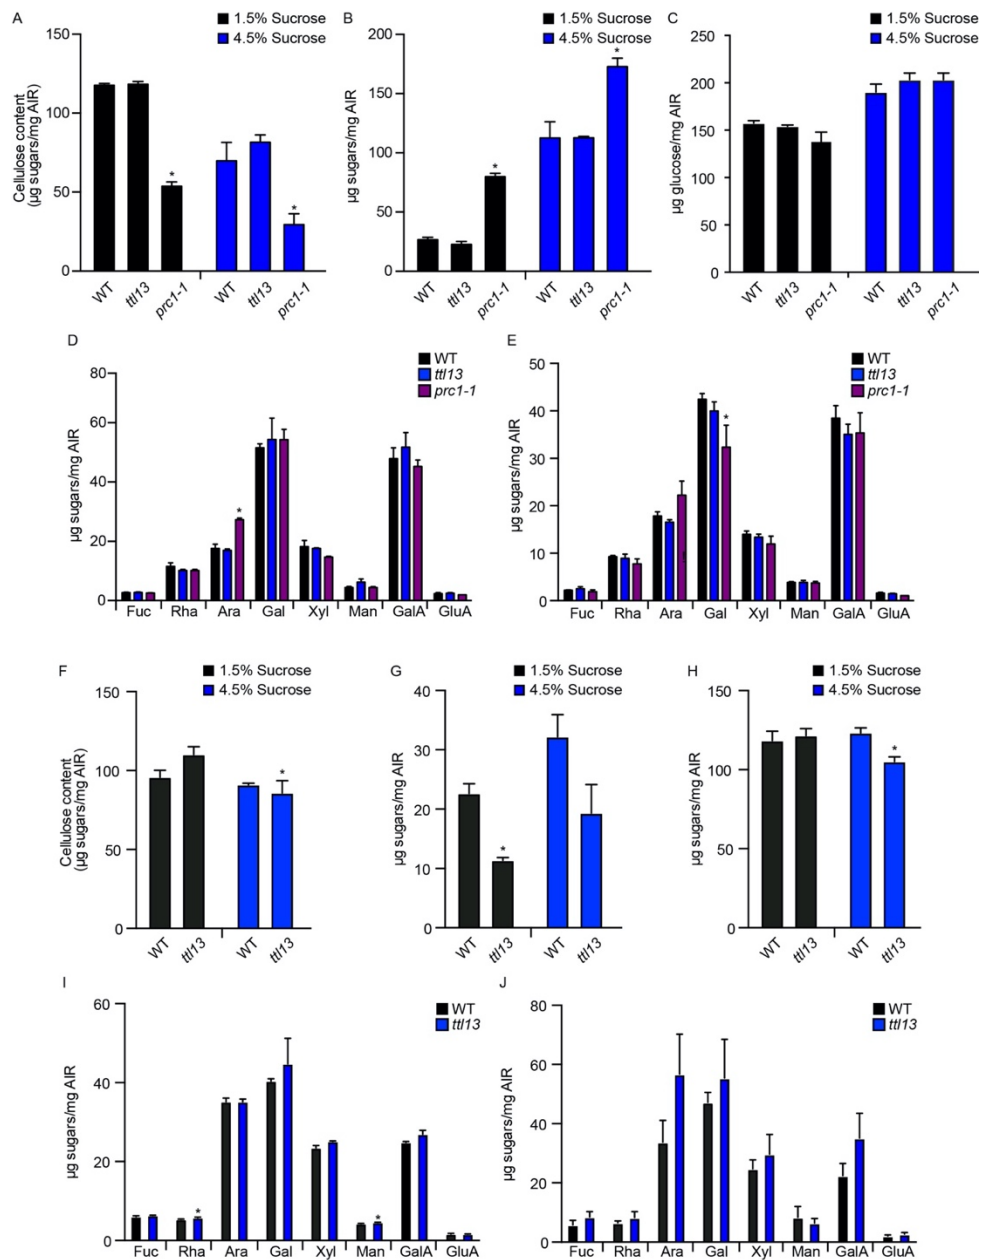 A
1.5% Sucrose
4.5% Sucrose
Cellulose content
(µg sugars/mg AIR)
150
100
50
0
WT
ttl13
prc1-1
WT
ttl13
prc1-1
*
*
B
1.5% Sucrose
4.5% Sucrose
µg sugars/mg AIR
200
150
100
50
0
WT
ttl13
prc1-1
WT
ttl13
prc1-1
*
*
C
1.5% Sucrose
4.5% Sucrose
µg glucose/mg AIR
250
200
150
100
250
0
WT
ttl13
prc1-1
WT
ttl13
prc1-1
D
WT
ttl13
prc1-1
µg sugars/mg AIR
80
60
40
20
0
*
Fuc Rha Ara Gal Xyl Man GalA GluA
E
WT
ttl13
prc1-1
µg sugars/mg AIR
50
40
30
20
10
0
*
Fuc Rha Ara Gal Xyl Man GalA GluA
F
1.5% Sucrose
4.5% Sucrose
Cellulose content
(µg sugars/mg AIR)
150
100
50
0
*
WT
ttl13
WT
ttl13
G
1.5% Sucrose
4.5% Sucrose
µg sugars/mg AIR
40
30
20
10
0
*
WT
ttl13
WT
ttl13
H
1.5% Sucrose
4.5% Sucrose
µg sugars/mg AIR
150
100
50
0
*
WT
ttl13
WT
ttl13
I
WT
ttl13
µg sugars/mg AIR
60
40
20
0
*
*
Fuc Rha Ara Gal Xyl Man GalA GluA
J
WT
ttl13
µg sugars/mg AIR
80
60
40
20
0
Fuc Rha Ara Gal Xyl Man GalA GluA